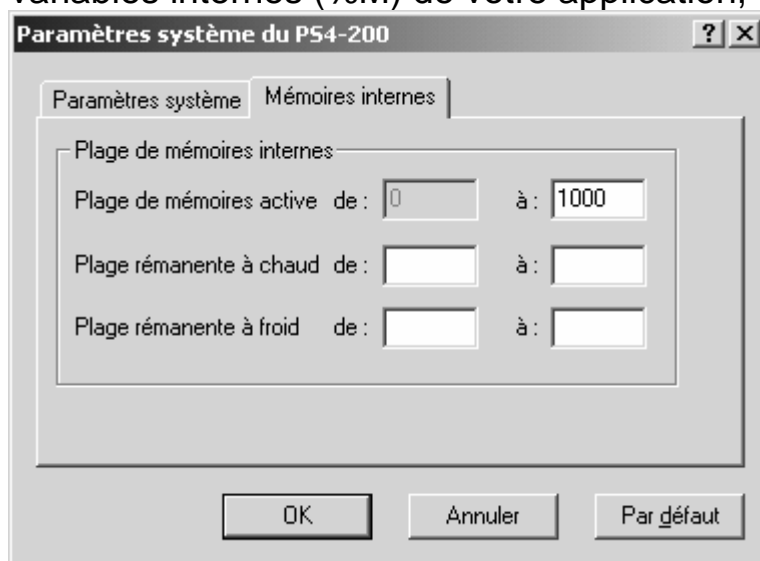 variables internes (%M) de votre application,
Paramètres système du PS4-200
Paramètres système Mémoires internes
Plage de mémoires internes
Plage de mémoires active de : 0 à : 1000
Plage rémanente à chaud de : à :
Plage rémanente à froid de : à :
OK Annuler Par défaut